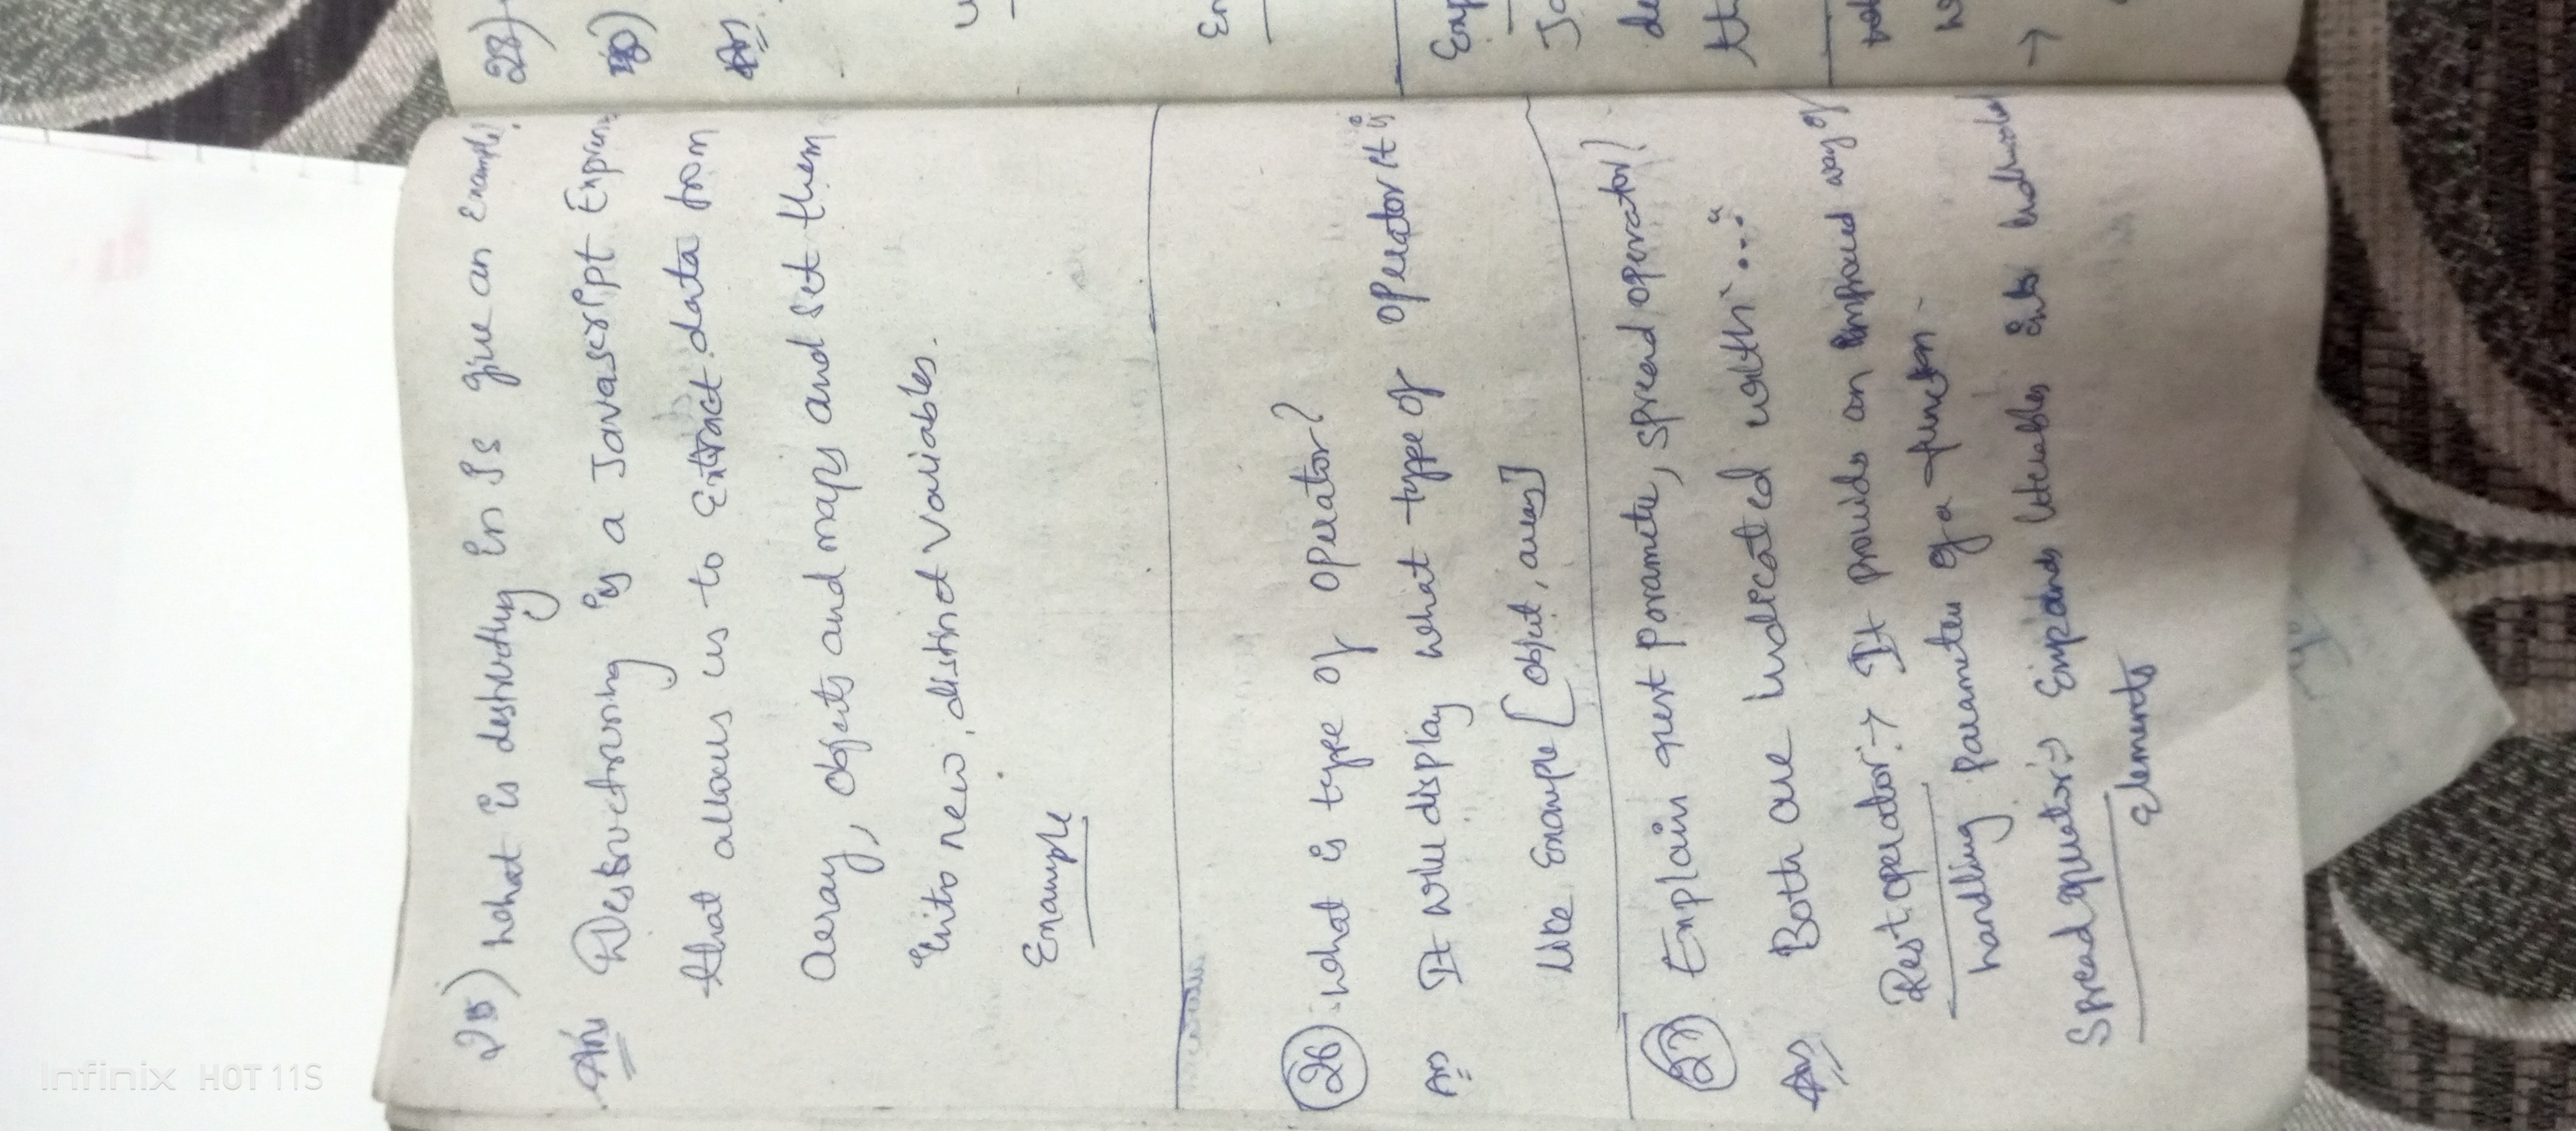 25) what is destructing in Js give an Example?
Ans Destructuring is a Javascript Expression
that allows us to Extract data from
array, objects and maps and set them
into new, distinct variables.
Example
26 what is type of operator?
Ans It will display what type of operator it is
like Example [object, array]
27 Explain rest parameter, spread operator?
Ans Both are indicated with "..."
Rest operator:→ It provides an improved way of
handling parameter of a function.
Spread operator:→ Expands iterables into individual
elements
28)
Ans
Infinix HOT 11S